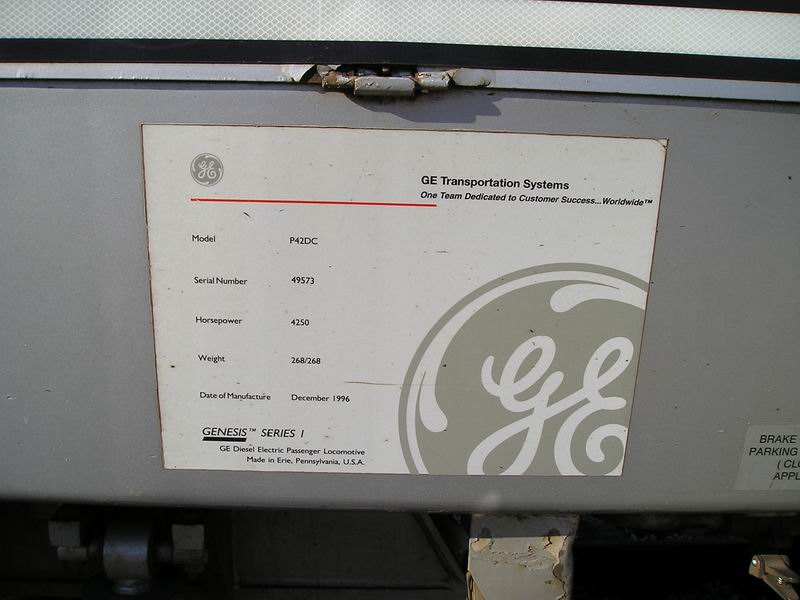 GE
GE Transportation Systems
One Team Dedicated to Customer Success...Worldwide™
Model P42DC
Serial Number 49573
Horsepower 4250
Weight 268/268
Date of Manufacture December 1996
GENESIS™ SERIES 1
GE Diesel Electric Passenger Locomotive
Made in Erie, Pennsylvania, U.S.A.
GE
BRAKE
PARKING